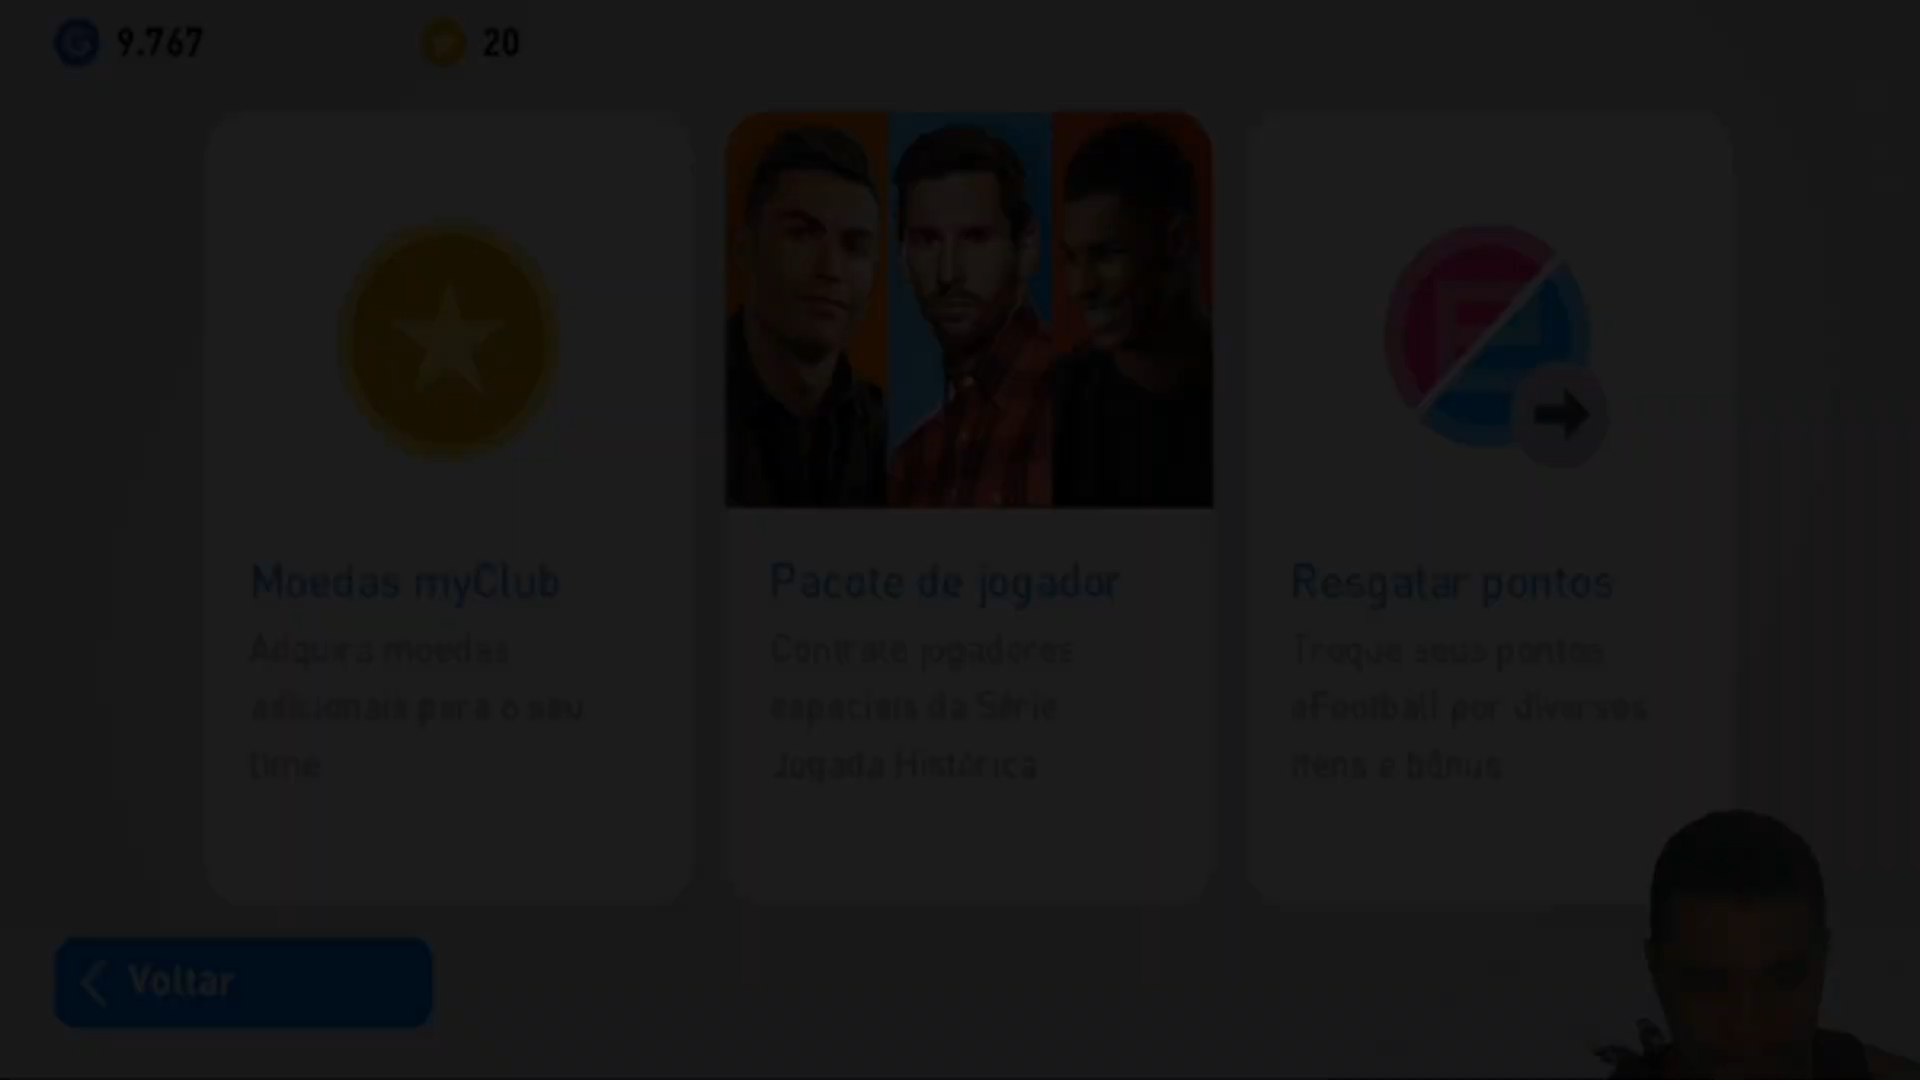 9.767
20
Moedas myClub
Adquira moedas
adicionais para o seu
time
Pacote de jogador
Contrate jogadores
especiais da Série
Jogada Histórica
Resgatar pontos
Troque seus pontos
eFootball por diversos
itens e bônus
Voltar